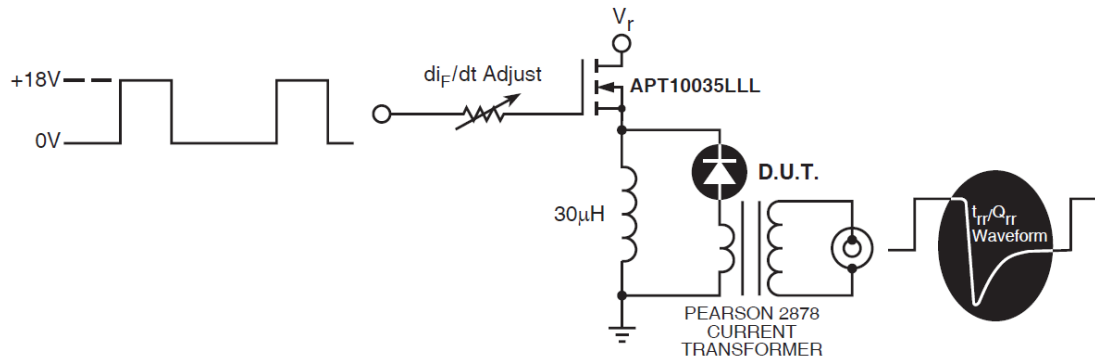 +18V
0V
di_F/dt Adjust
V_r
APT10035LLL
30μH
D.U.T.
PEARSON 2878
CURRENT
TRANSFORMER
t_rr/Q_rr
Waveform